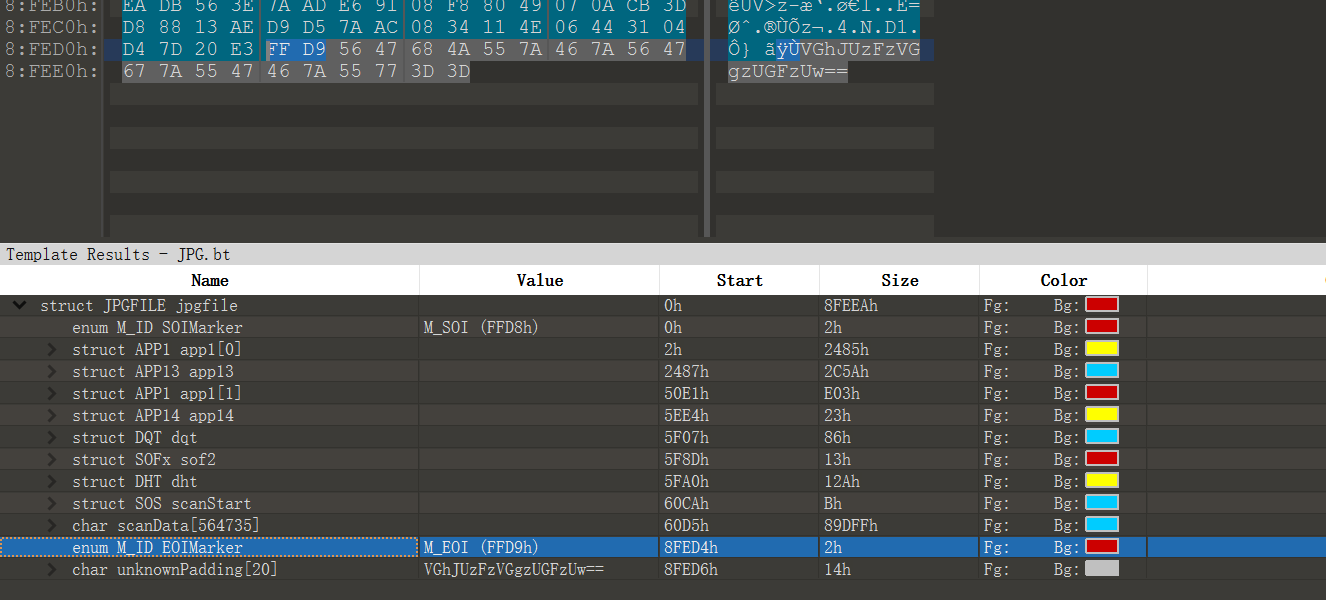 8:FEB0h: EA DB 56 3E 7A AD E6 91 08 F8 80 49 07 0A CB 3D êÛV>z-æ‘.ø€I..Ë=
8:FEC0h: D8 88 13 AE D9 D5 7A AC 08 34 11 4E 06 44 31 04 Øˆ.®ÙÕz¬.4.N.D1.
8:FED0h: D4 7D 20 E3 FF D9 56 47 68 4A 55 7A 46 7A 56 47 Ô} ãÿÙVGhJUzFzVG
8:FEE0h: 67 7A 55 47 46 7A 55 77 3D 3D gzUGFzUw==
Template Results - JPG.bt
Name Value Start Size Color
struct JPGFILE jpgfile 0h 8FEEAh Fg: Bg:
enum M_ID SOIMarker M_SOI (FFD8h) 0h 2h Fg: Bg:
struct APP1 app1[0] 2h 2485h Fg: Bg:
struct APP13 app13 2487h 2C5Ah Fg: Bg:
struct APP1 app1[1] 50E1h E03h Fg: Bg:
struct APP14 app14 5EE4h 23h Fg: Bg:
struct DQT dqt 5F07h 86h Fg: Bg:
struct SOFx sof2 5F8Dh 13h Fg: Bg:
struct DHT dht 5FA0h 12Ah Fg: Bg:
struct SOS scanStart 60CAh Bh Fg: Bg:
char scanData[564735] 60D5h 89DFFh Fg: Bg:
enum M_ID EOIMarker M_EOI (FFD9h) 8FED4h 2h Fg: Bg:
char unknownPadding[20] VGhJUzFzVGgzUGFzUw== 8FED6h 14h Fg: Bg: